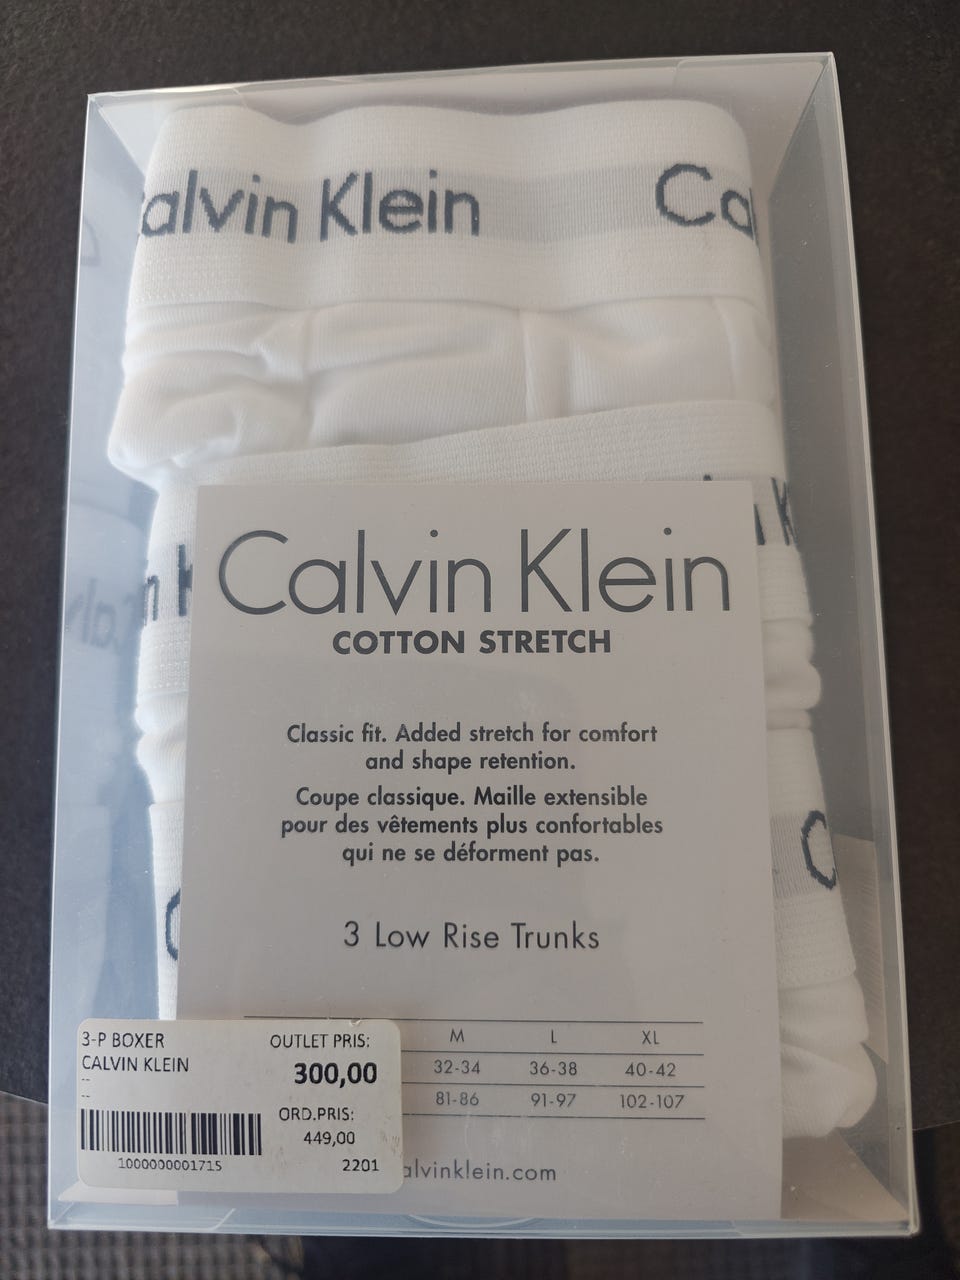 alvin Klein Ca
n K
n K
Calvin Klein
COTTON STRETCH
Classic fit. Added stretch for comfort
and shape retention.
Coupe classique. Maille extensible
pour des vêtements plus confortables
qui ne se déforment pas.
C
C
3 Low Rise Trunks
M L XL
32-34 36-38 40-42
81-86 91-97 102-107
alvinklein.com
3-P BOXER OUTLET PRIS:
CALVIN KLEIN 300,00
--
--
ORD.PRIS:
449,00
1000000001715 2201